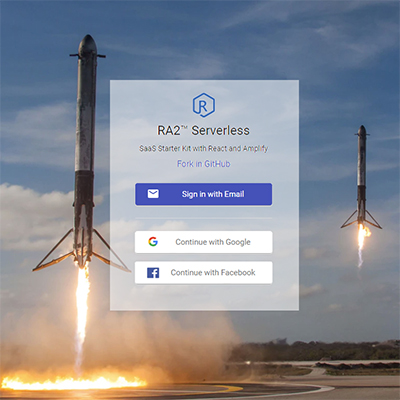 R
RA2™ Serverless
SaaS Starter Kit with React and Amplify
Fork in GitHub
Sign in with Email
Continue with Google
Continue with Facebook